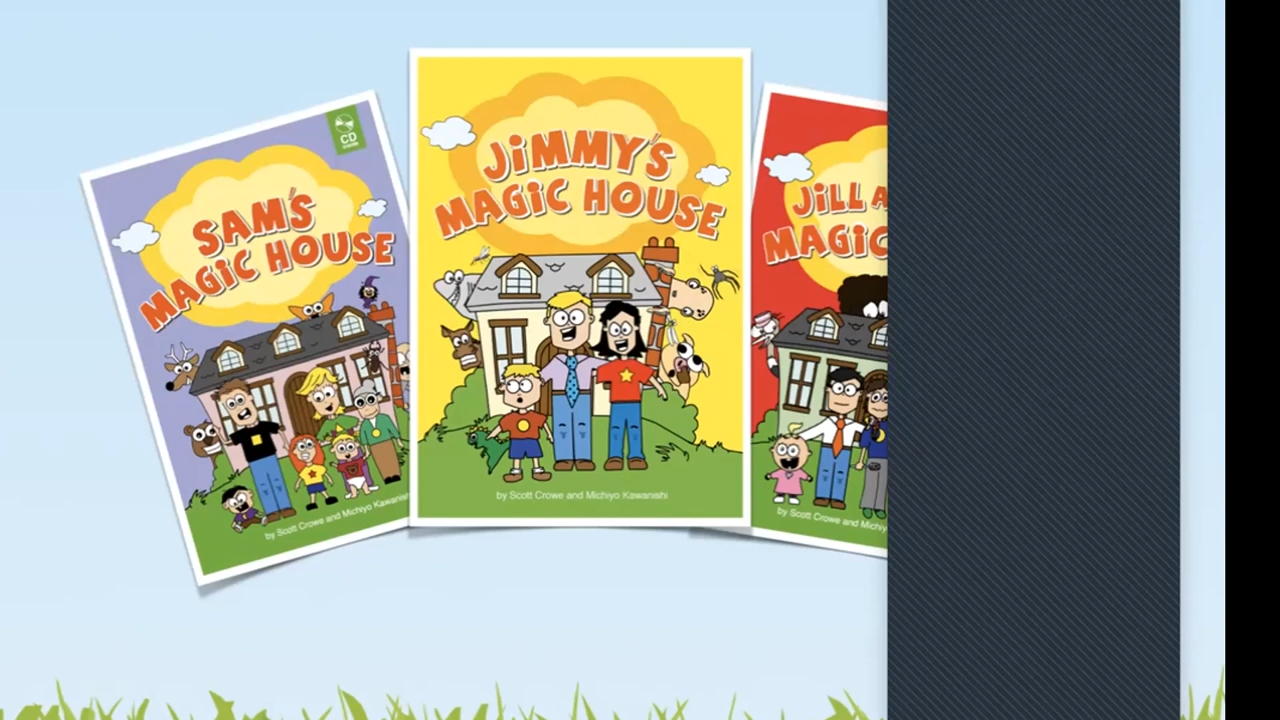 CD
SAM'S
MAGIC HOUSE
by Scott Crowe and Michiyo Kawanishi
JIMMY'S
MAGIC HOUSE
by Scott Crowe and Michiyo Kawanishi
JILL A
MAGIC
by Scott Crowe and Michiy